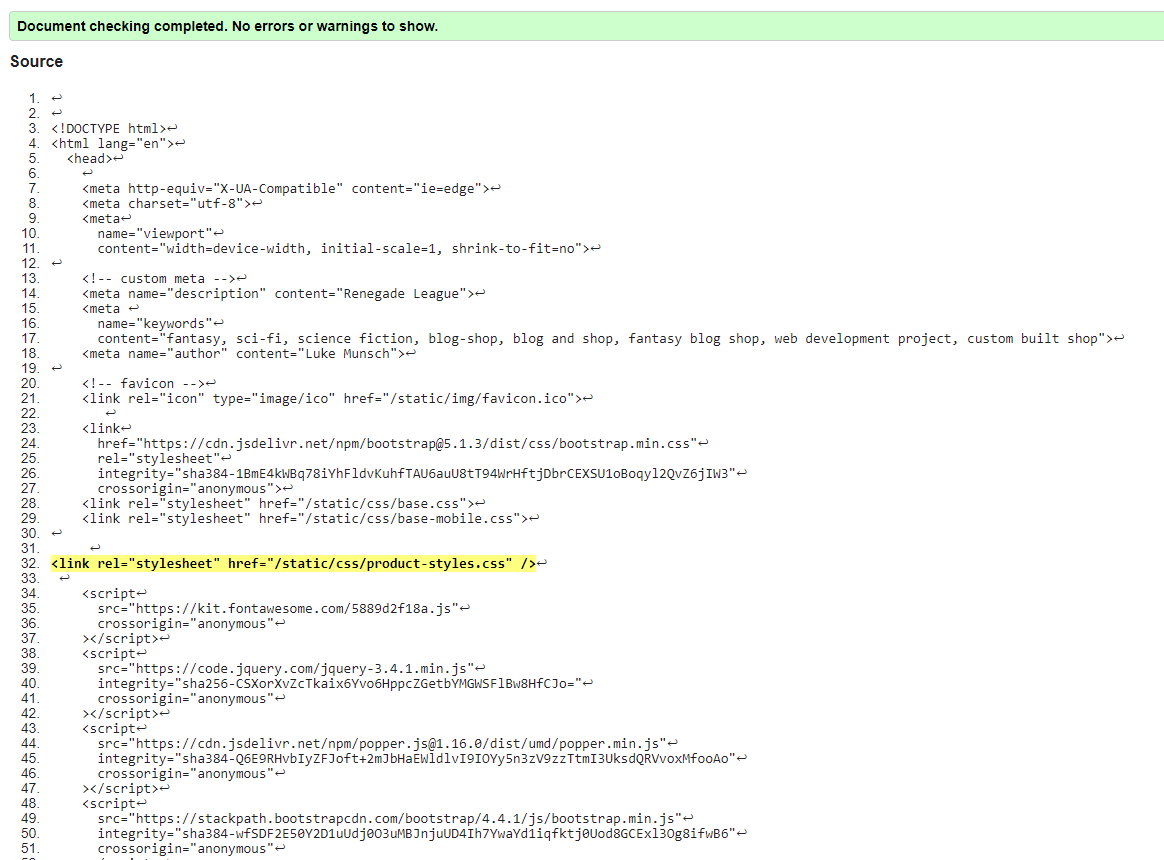 Document checking completed. No errors or warnings to show.
Source
1. ↩
2. ↩
3. <!DOCTYPE html>↩
4. <html lang="en">↩
5. <head>↩
6. ↩
7. <meta http-equiv="X-UA-Compatible" content="ie=edge">↩
8. <meta charset="utf-8">↩
9. <meta↩
10. name="viewport"↩
11. content="width=device-width, initial-scale=1, shrink-to-fit=no">↩
12. ↩
13. <!-- custom meta -->↩
14. <meta name="description" content="Renegade League">↩
15. <meta ↩
16. name="keywords"↩
17. content="fantasy, sci-fi, science fiction, blog-shop, blog and shop, fantasy blog shop, web development project, custom built shop">↩
18. <meta name="author" content="Luke Munsch">↩
19. ↩
20. <!-- favicon -->↩
21. <link rel="icon" type="image/ico" href="/static/img/favicon.ico">↩
22. ↩
23. <link↩
24. href="https://cdn.jsdelivr.net/npm/bootstrap@5.1.3/dist/css/bootstrap.min.css"↩
25. rel="stylesheet"↩
26. integrity="sha384-1BmE4kWBq78iYhFldvKuhfTAU6auU8tT94WrHftjDbrCEXSU1oBoqyl2QvZ6jIW3"↩
27. crossorigin="anonymous">↩
28. <link rel="stylesheet" href="/static/css/base.css">↩
29. <link rel="stylesheet" href="/static/css/base-mobile.css">↩
30. ↩
31. ↩
32. <link rel="stylesheet" href="/static/css/product-styles.css" />↩
33. ↩
34. <script↩
35. src="https://kit.fontawesome.com/5889d2f18a.js"↩
36. crossorigin="anonymous"↩
37. ></script>↩
38. <script↩
39. src="https://code.jquery.com/jquery-3.4.1.min.js"↩
40. integrity="sha256-CSXorXvZcTkaix6Yvo6HppcZGetbYMGWSFlBw8HfCJo="↩
41. crossorigin="anonymous"↩
42. ></script>↩
43. <script↩
44. src="https://cdn.jsdelivr.net/npm/popper.js@1.16.0/dist/umd/popper.min.js"↩
45. integrity="sha384-Q6E9RHvbIyZFJoft+2mJbHaEWldlvI9IOYy5n3zV9zzTtmI3UksdQRVvoxMfooAo"↩
46. crossorigin="anonymous"↩
47. ></script>↩
48. <script↩
49. src="https://stackpath.bootstrapcdn.com/bootstrap/4.4.1/js/bootstrap.min.js"↩
50. integrity="sha384-wfSDF2E50Y2D1uUdj0O3uMBJnjuUD4Ih7YwaYd1iqfktj0Uod8GCExl3Og8ifwB6"↩
51. crossorigin="anonymous"↩